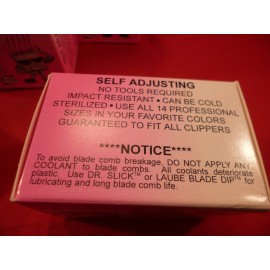 SELF ADJUSTING
NO TOOLS REQUIRED
IMPACT RESISTANT • CAN BE COLD
STERILIZED • USE ALL 14 PROFESSIONAL
SIZES IN YOUR FAVORITE COLORS
GUARANTEED TO FIT ALL CLIPPERS
****NOTICE****
To avoid blade comb breakage, DO NOT APPLY ANY
COOLANT to blade combs. All coolants deteriorate
plastic. Use DR. SLICK™ or LAUBE BLADE DIP™ for
lubricating and long blade comb life.